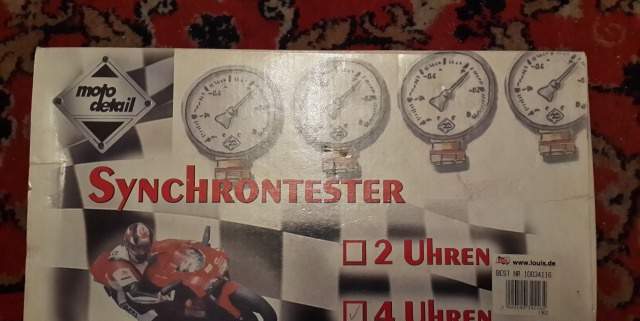 moto
detail
SYNCHRONTESTER
2 UHREN
www.louis.de
BEST NR 10034116
4 UHREN